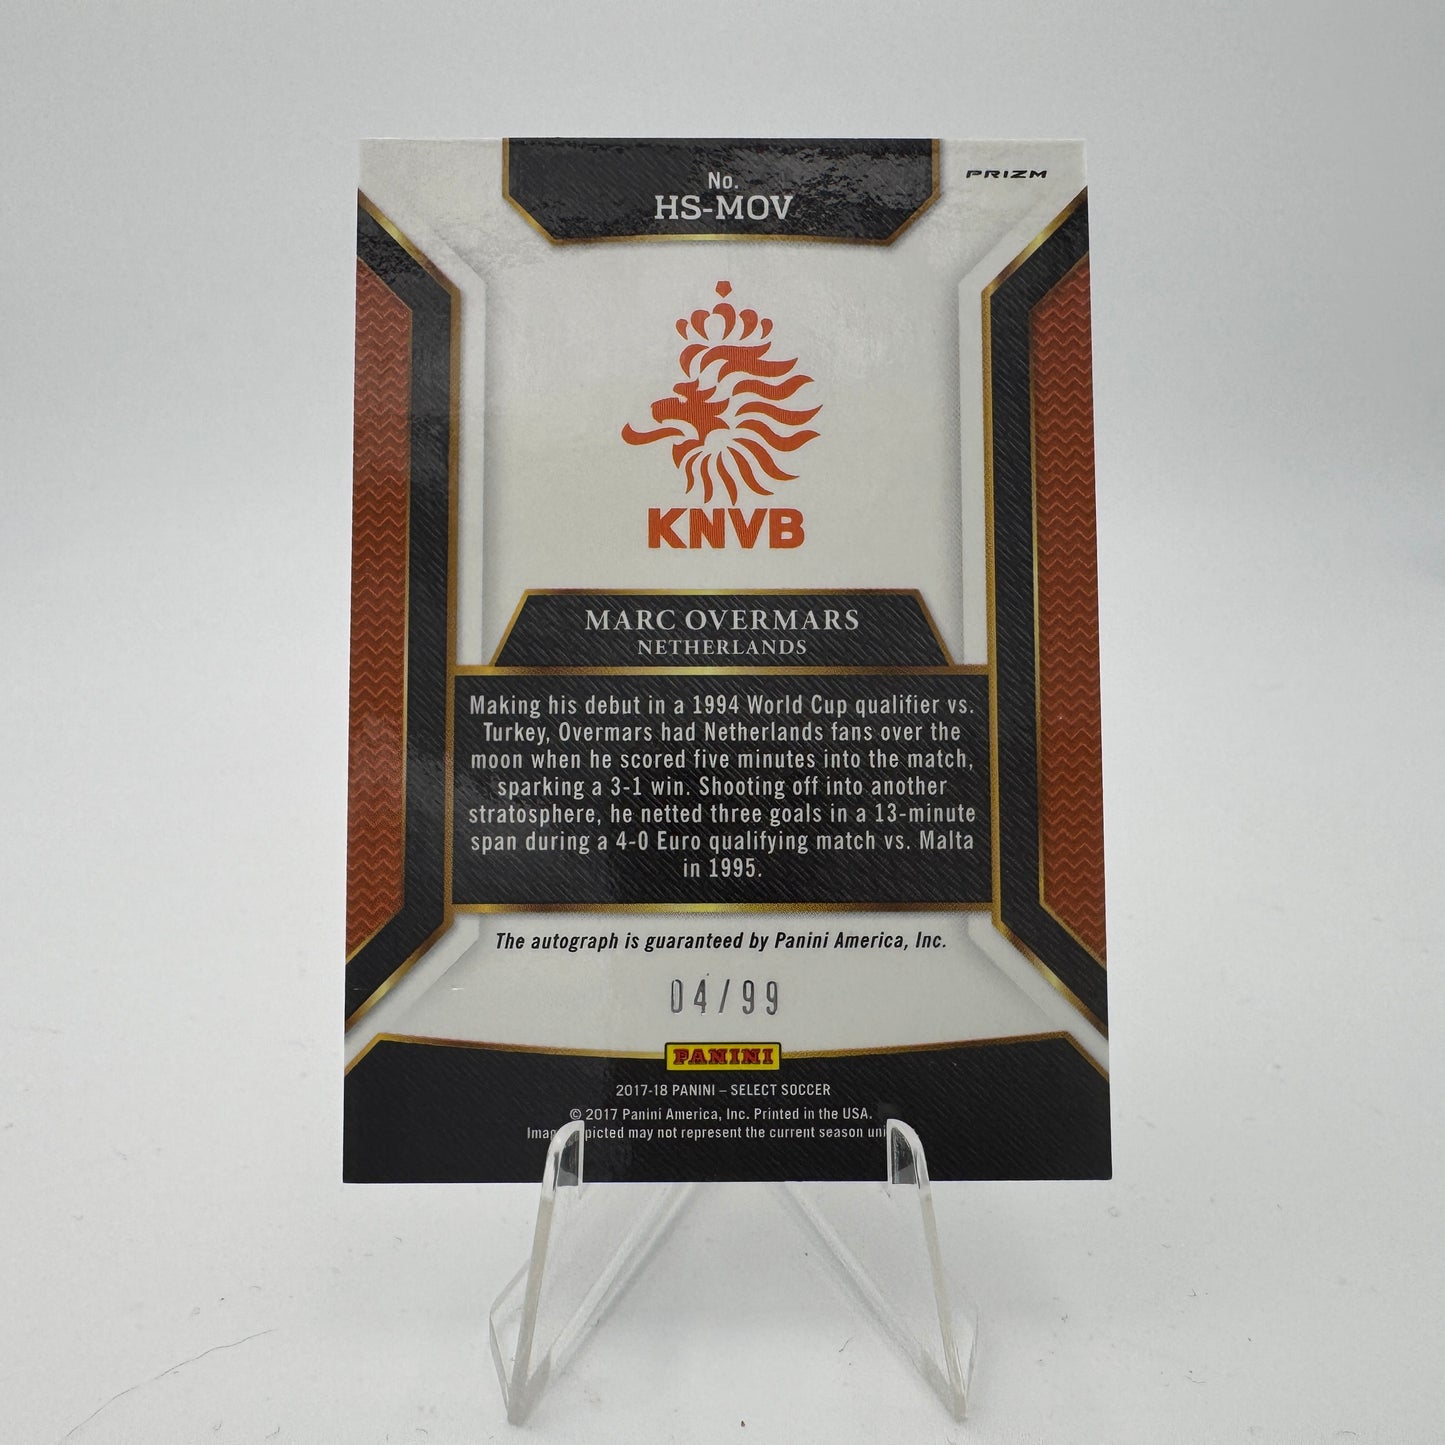 No.
HS-MOV
PRIZM
KNVB
MARC OVERMARS
NETHERLANDS
Making his debut in a 1994 World Cup qualifier vs.
Turkey, Overmars had Netherlands fans over the
moon when he scored five minutes into the match,
sparking a 3-1 win. Shooting off into another
stratosphere, he netted three goals in a 13-minute
span during a 4-0 Euro qualifying match vs. Malta
in 1995.
The autograph is guaranteed by Panini America, Inc.
04/99
PANINI
2017-18 PANINI – SELECT SOCCER
© 2017 Panini America, Inc. Printed in the USA.
may not represent the current season